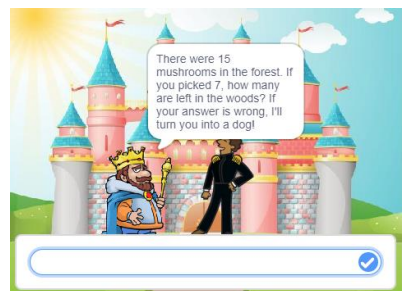 There were 15
mushrooms in the forest. If
you picked 7, how many
are left in the woods? If
your answer is wrong, I'll
turn you into a dog!